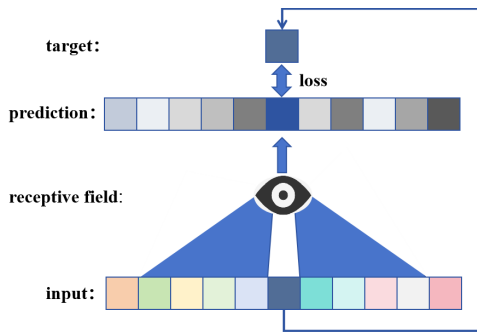 target：
loss
prediction：
receptive field:
input：